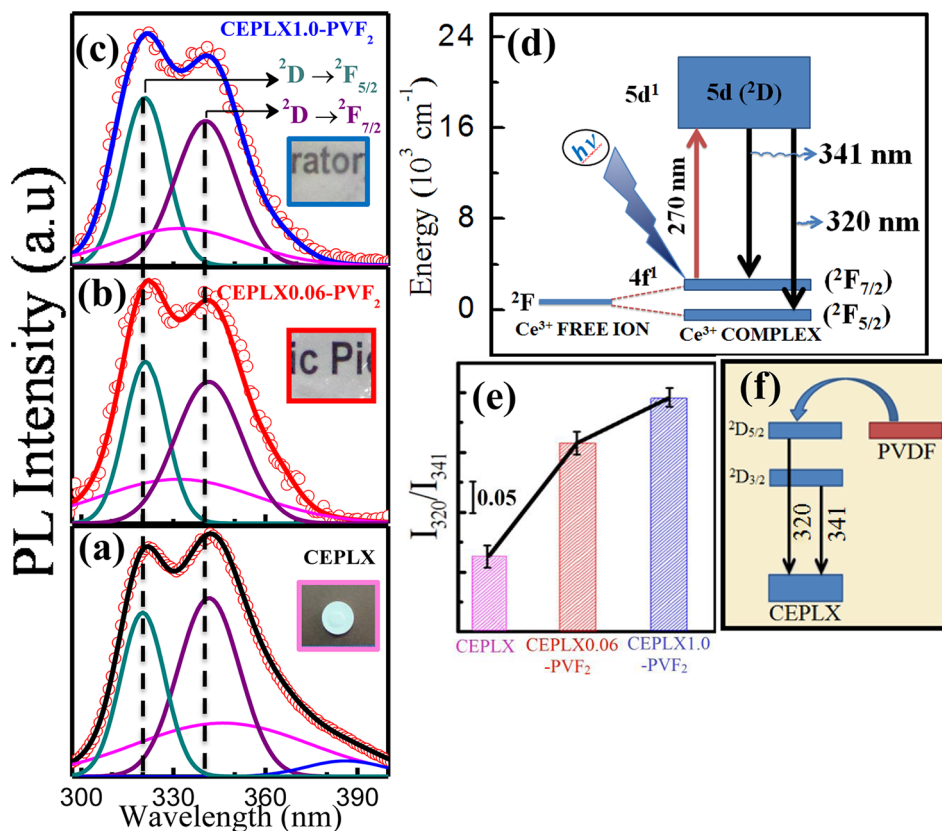 PL Intensity (a.u)
(c)
CEPLX1.0-PVF₂
²D → ²F₅/₂
²D → ²F₇/₂
rator
(b)
CEPLX0.06-PVF₂
ic Pie
(a)
CEPLX
300 330 360 390
Wavelength (nm)
(d)
Energy (10³ cm⁻¹)
24
16
8
0
5d¹
5d (²D)
hν
270 nm
341 nm
320 nm
4f¹
²F
(²F₇/₂)
(²F₅/₂)
Ce³⁺ FREE ION
Ce³⁺ COMPLEX
(e)
I₃₂₀/I₃₄₁
0.05
CEPLX
CEPLX0.06
-PVF₂
CEPLX1.0
-PVF₂
(f)
²D₅/₂
PVDF
²D₃/₂
320
341
CEPLX